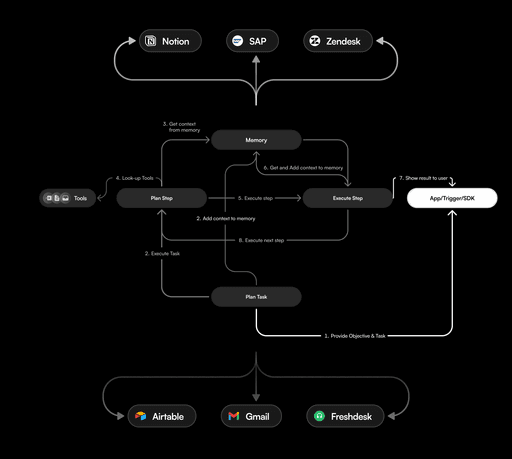 Notion
SAP
Zendesk
3. Get context
from memory
Memory
6. Get and Add context to memory
4. Look-up Tools
7. Show result to user
Tools
Plan Step
5. Execute step
Execute Step
App/Trigger/SDK
2. Add context to memory
8. Execute next step
2. Execute Task
Plan Task
1. Provide Objective & Task
Airtable
Gmail
Freshdesk